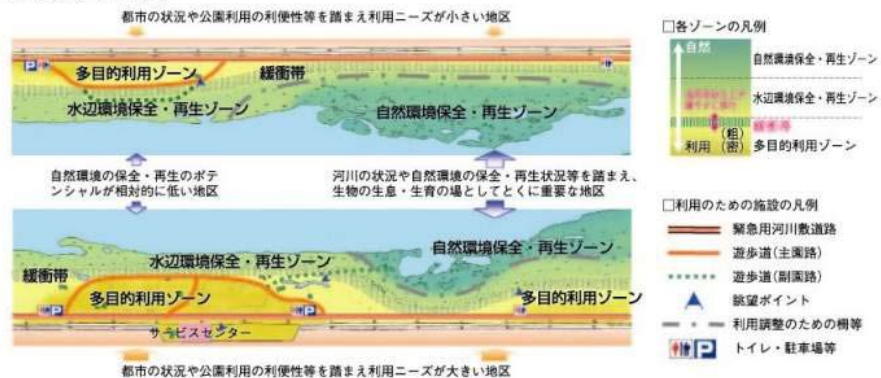 都市の状況や公園利用の利便性等を踏まえ利用ニーズが小さい地区
P
多目的利用ゾーン
緩衝帯
水辺環境保全・再生ゾーン
自然環境保全・再生ゾーン
自然環境の保全・再生のポテ
ンシャルが相対的に低い地区
河川の状況や自然環境の保全・再生状況等を踏まえ、
生物の生息・生育の場としてとくに重要な地区
自然環境保全・再生ゾーン
水辺環境保全・再生ゾーン
緩衝帯
多目的利用ゾーン
多目的利用ゾーン
P
P
サービスセンター
都市の状況や公園利用の利便性等を踏まえ利用ニーズが大きい地区
□各ゾーンの凡例
自然
自然環境保全・再生ゾーン
水辺環境保全・再生ゾーン
緩衝帯
(粗)
利用 (密) 多目的利用ゾーン
□利用のための施設の凡例
緊急用河川敷道路
遊歩道(主園路)
遊歩道(副園路)
眺望ポイント
利用調整のための柵等
P トイレ・駐車場等